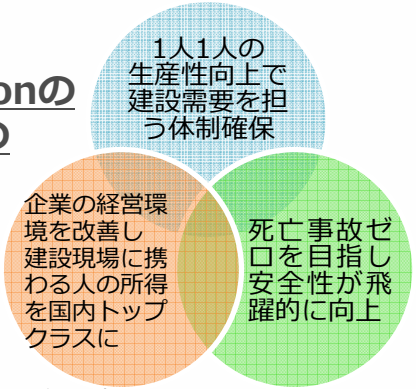 onの
1人1人の
生産性向上で
建設需要を担
う体制確保
企業の経営環
境を改善し
建設現場に携
わる人の所得
を国内トップ
クラスに
死亡事故ゼ
ロを目指し
安全性が飛
躍的に向上